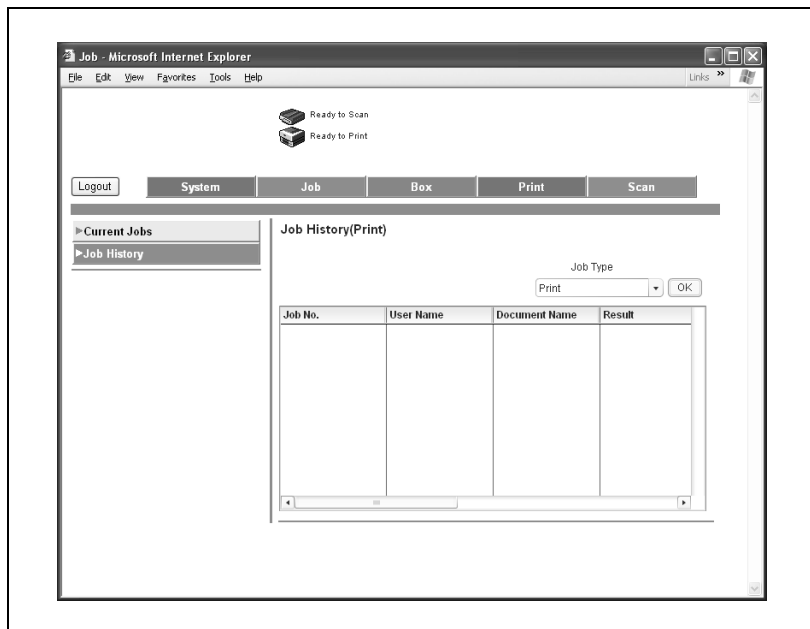 Job - Microsoft Internet Explorer
File Edit View Favorites Tools Help Links »
Ready to Scan
Ready to Print
Logout System Job Box Print Scan
Current Jobs
Job History
Job History(Print)
Job Type
Print OK
Job No. User Name Document Name Result